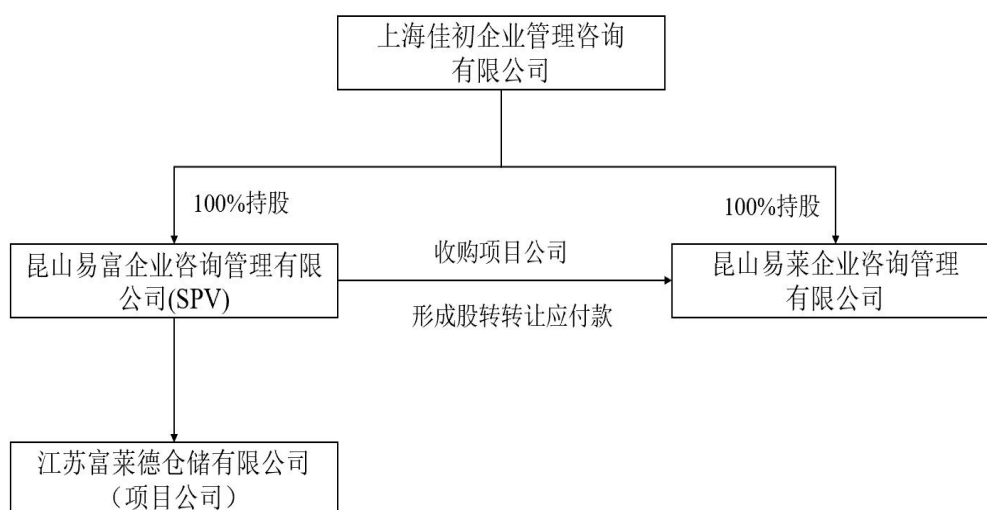 上海佳初企业管理咨询
有限公司
100%持股
100%持股
昆山易富企业咨询管理有限
公司(SPV)
收购项目公司
形成股转转让应付款
昆山易莱企业咨询管理
有限公司
江苏富莱德仓储有限公司
（项目公司）